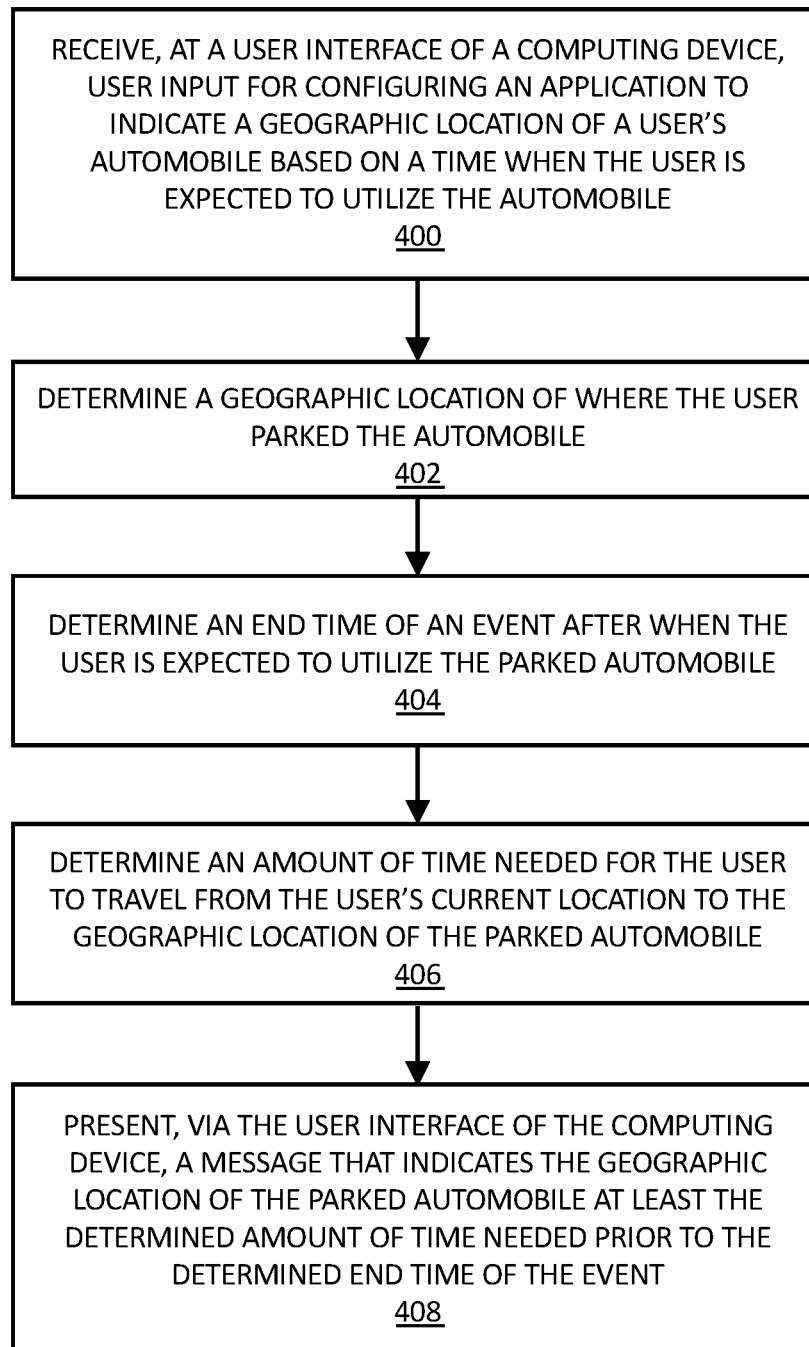 RECEIVE, AT A USER INTERFACE OF A COMPUTING DEVICE,
USER INPUT FOR CONFIGURING AN APPLICATION TO
INDICATE A GEOGRAPHIC LOCATION OF A USER'S
AUTOMOBILE BASED ON A TIME WHEN THE USER IS
EXPECTED TO UTILIZE THE AUTOMOBILE
400
DETERMINE A GEOGRAPHIC LOCATION OF WHERE THE USER
PARKED THE AUTOMOBILE
402
DETERMINE AN END TIME OF AN EVENT AFTER WHEN THE
USER IS EXPECTED TO UTILIZE THE PARKED AUTOMOBILE
404
DETERMINE AN AMOUNT OF TIME NEEDED FOR THE USER
TO TRAVEL FROM THE USER'S CURRENT LOCATION TO THE
GEOGRAPHIC LOCATION OF THE PARKED AUTOMOBILE
406
PRESENT, VIA THE USER INTERFACE OF THE COMPUTING
DEVICE, A MESSAGE THAT INDICATES THE GEOGRAPHIC
LOCATION OF THE PARKED AUTOMOBILE AT LEAST THE
DETERMINED AMOUNT OF TIME NEEDED PRIOR TO THE
DETERMINED END TIME OF THE EVENT
408